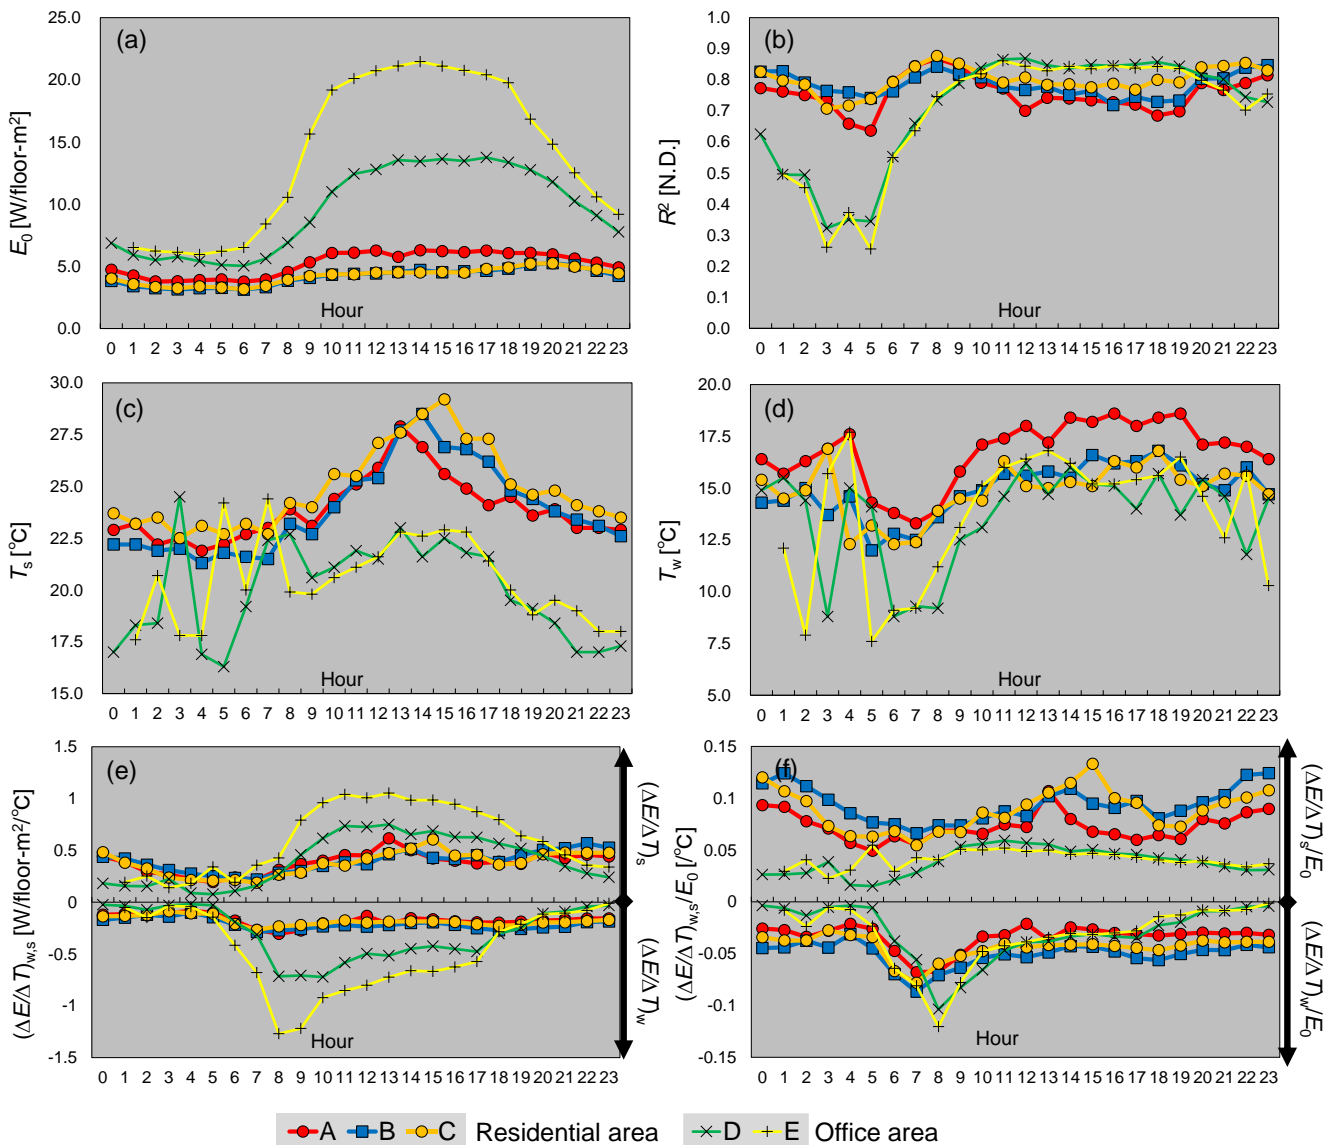 (a)
E0 [W/floor-m²]
25.0
20.0
15.0
10.0
5.0
0.0
Hour
0 1 2 3 4 5 6 7 8 9 10 11 12 13 14 15 16 17 18 19 20 21 22 23
(b)
R² [N.D.]
1.0
0.9
0.8
0.7
0.6
0.5
0.4
0.3
0.2
0.1
0.0
Hour
0 1 2 3 4 5 6 7 8 9 10 11 12 13 14 15 16 17 18 19 20 21 22 23
(c)
Ts [°C]
30.0
27.5
25.0
22.5
20.0
17.5
15.0
Hour
0 1 2 3 4 5 6 7 8 9 10 11 12 13 14 15 16 17 18 19 20 21 22 23
(d)
Tw [°C]
20.0
17.5
15.0
12.5
10.0
7.5
5.0
Hour
0 1 2 3 4 5 6 7 8 9 10 11 12 13 14 15 16 17 18 19 20 21 22 23
(e)
(ΔE/ΔT)w,s [W/floor-m²/°C]
1.5
1
0.5
0
-0.5
-1
-1.5
(ΔE/ΔT)s
(ΔE/ΔT)w
Hour
0 1 2 3 4 5 6 7 8 9 10 11 12 13 14 15 16 17 18 19 20 21 22 23
(f)
(ΔE/ΔT)w,s/E0 [/°C]
0.15
0.1
0.05
0
-0.05
-0.1
-0.15
(ΔE/ΔT)s/E0
(ΔE/ΔT)w/E0
Hour
0 1 2 3 4 5 6 7 8 9 10 11 12 13 14 15 16 17 18 19 20 21 22 23
A B C Residential area D E Office area